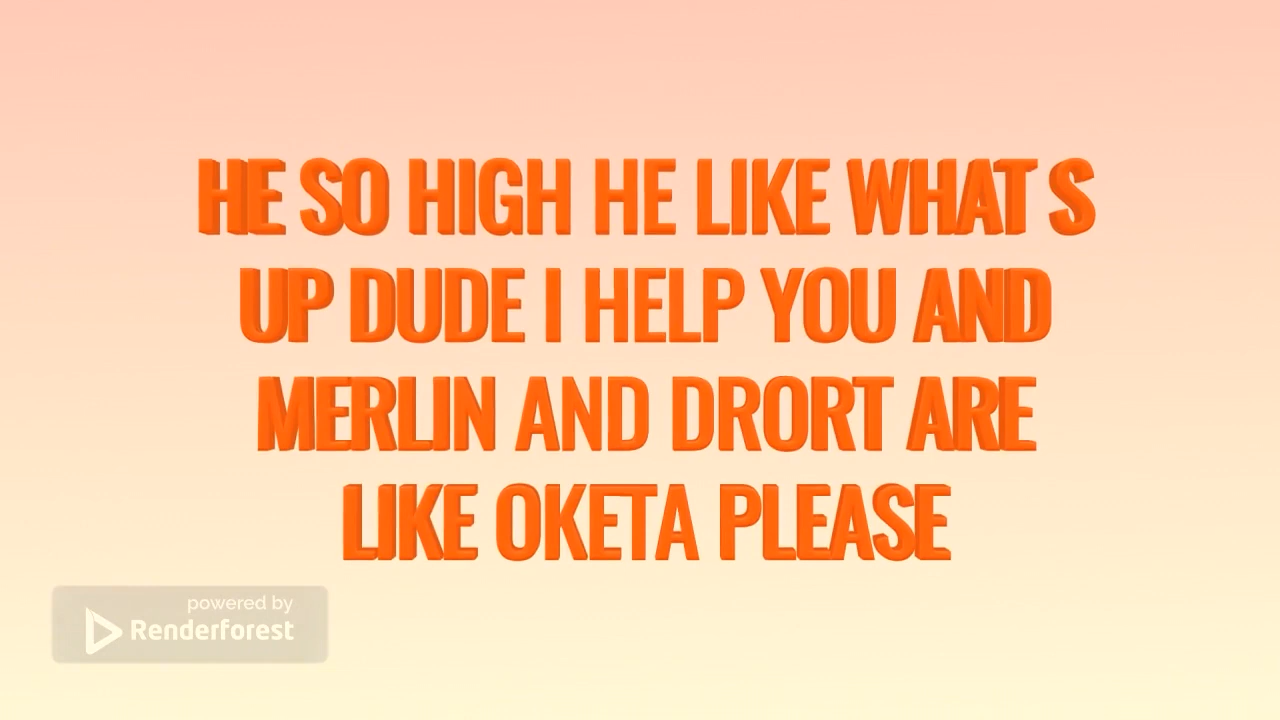 HE SO HIGH HE LIKE WHAT S
UP DUDE I HELP YOU AND
MERLIN AND DRORT ARE
LIKE OKETA PLEASE
powered by
Renderforest